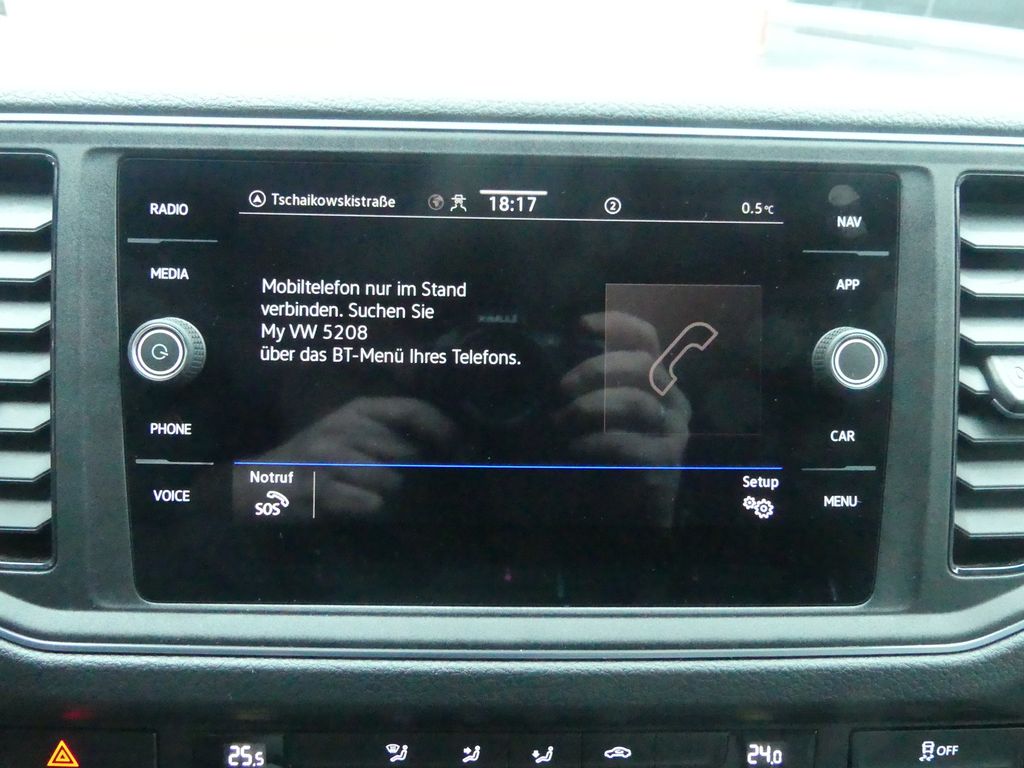 RADIO
Tschaikowskistraße
18:17
2
0.5°C
NAV
MEDIA
APP
Mobiltelefon nur im Stand
verbinden. Suchen Sie
My VW 5208
über das BT-Menü Ihres Telefons.
PHONE
CAR
VOICE
Notruf
SOS
Setup
MENU
25.5
24.0
OFF